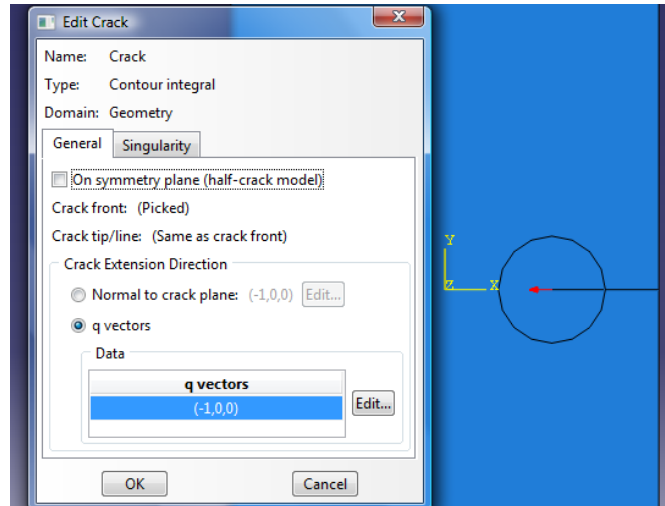 Edit Crack
Name: Crack
Type: Contour integral
Domain: Geometry
General Singularity
On symmetry plane (half-crack model)
Crack front: (Picked)
Crack tip/line: (Same as crack front)
Crack Extension Direction
Normal to crack plane: (-1,0,0) Edit...
q vectors
Data
q vectors
(-1,0,0) Edit...
OK Cancel
Y
Z X